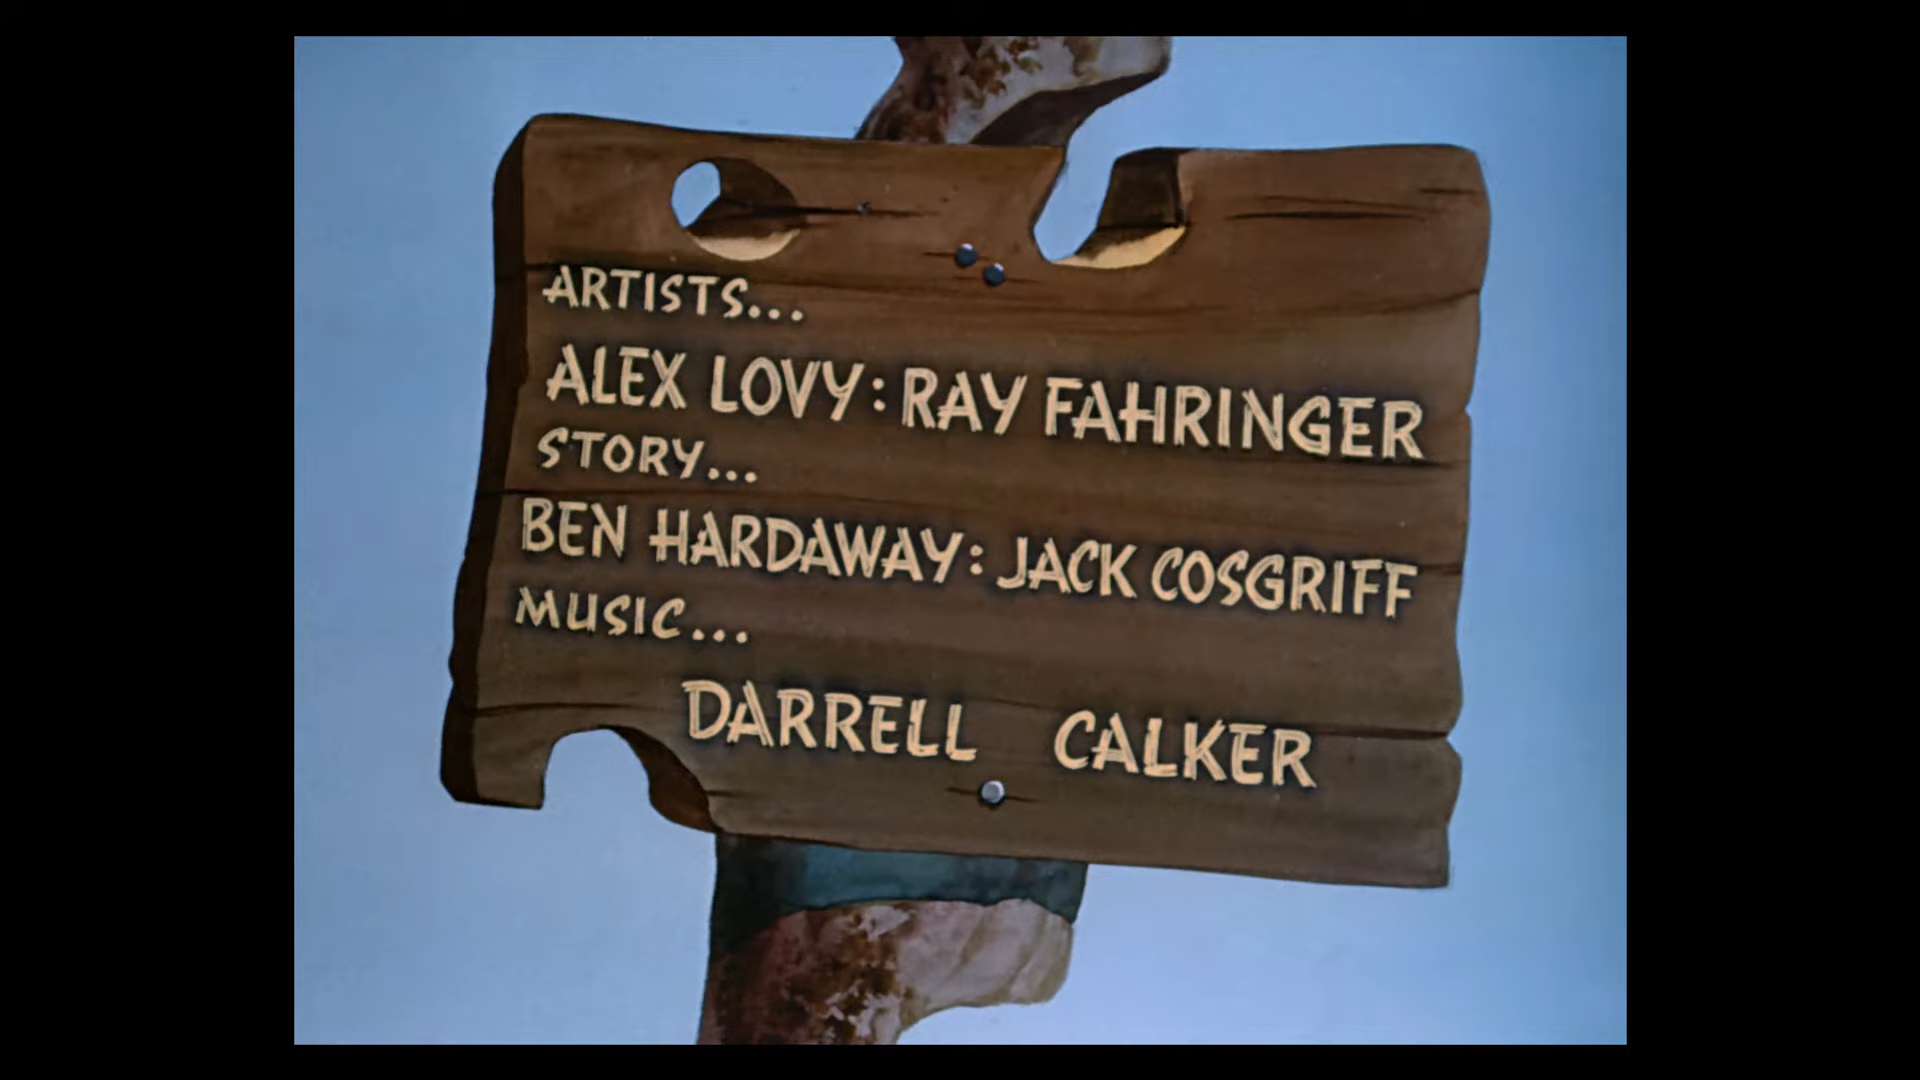 ARTISTS...
ALEX LOVY: RAY FAHRINGER
STORY...
BEN HARDAWAY: JACK COSGRIFF
MUSIC...
DARRELL CALKER